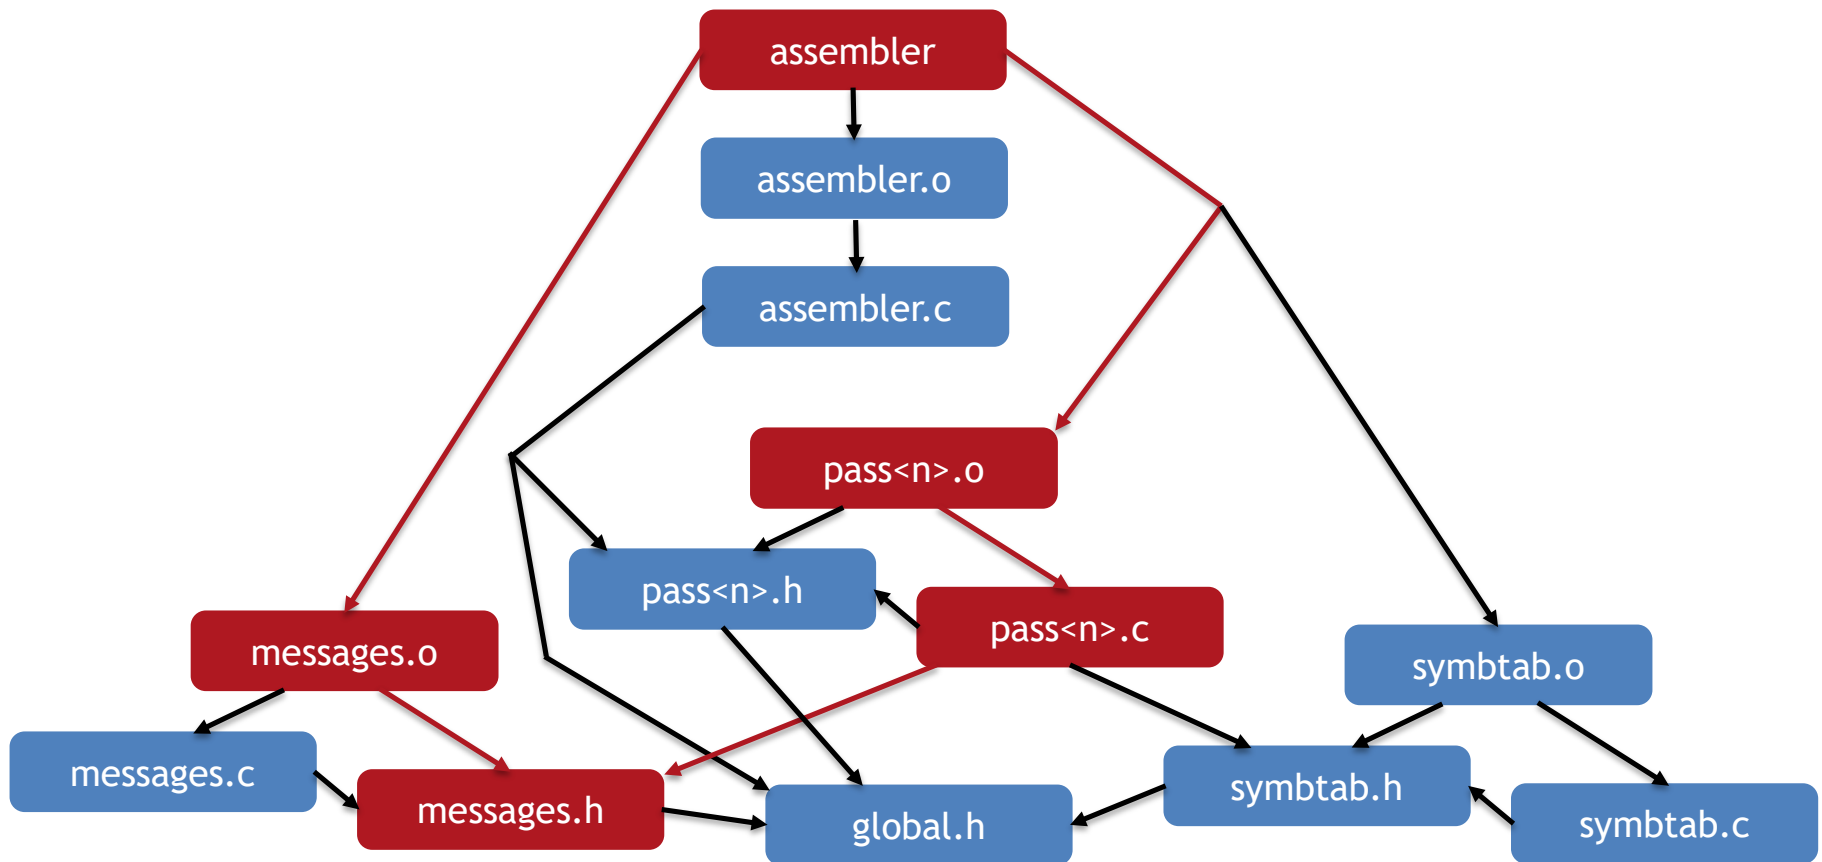 assembler
assembler.o
assembler.c
pass<n>.o
pass<n>.h
pass<n>.c
messages.o
symbtab.o
messages.c
messages.h
global.h
symbtab.h
symbtab.c